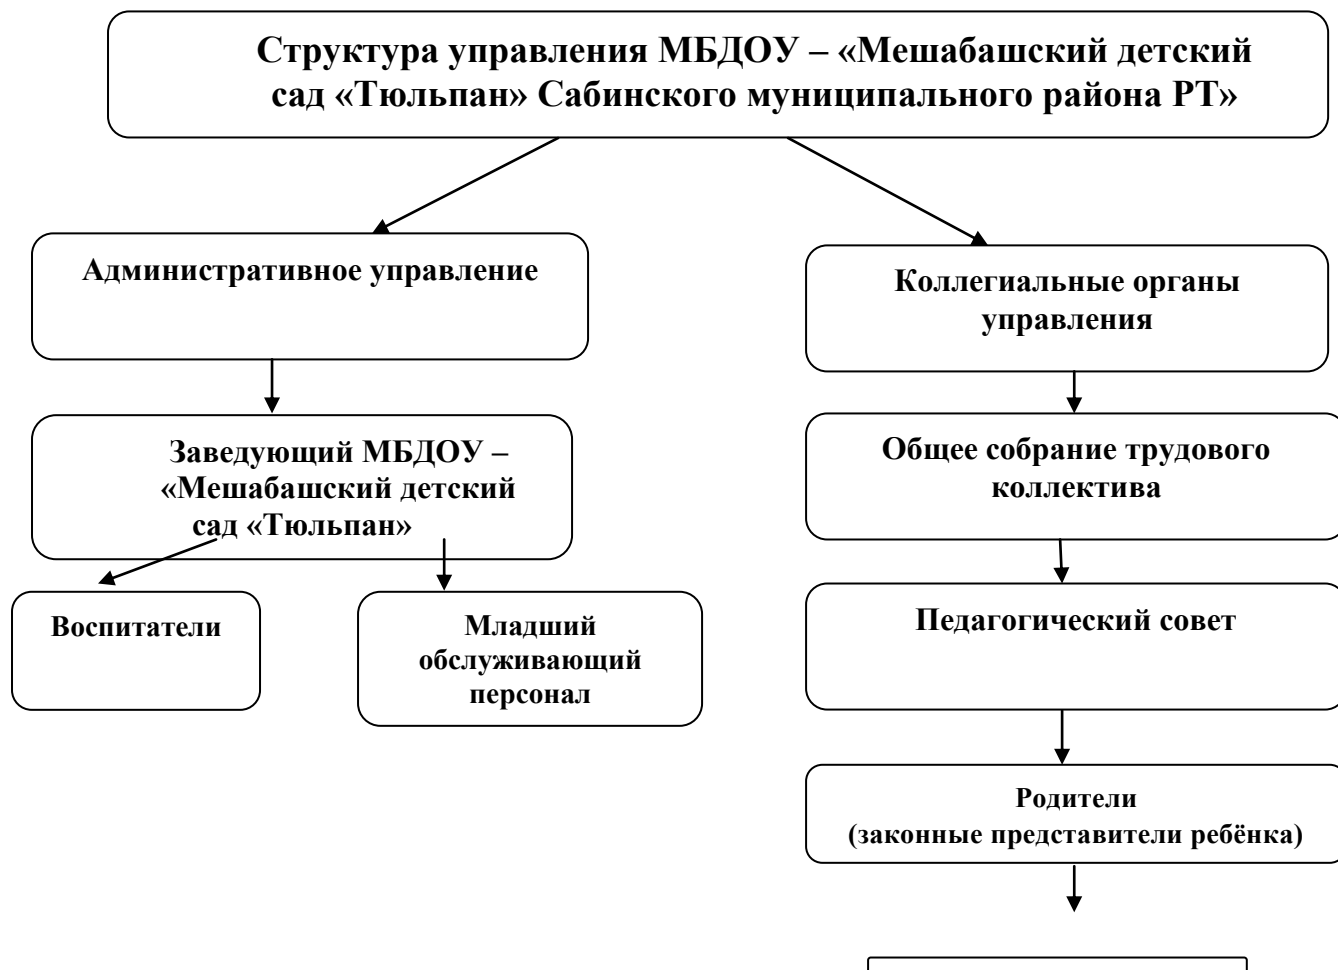 Структура управления МБДОУ – «Мешабашский детский
сад «Тюльпан» Сабинского муниципального района РТ»
Административное управление
Коллегиальные органы
управления
Заведующий МБДОУ –
«Мешабашский детский
сад «Тюльпан»
Общее собрание трудового
коллектива
Воспитатели
Младший
обслуживающий
персонал
Педагогический совет
Родители
(законные представители ребёнка)